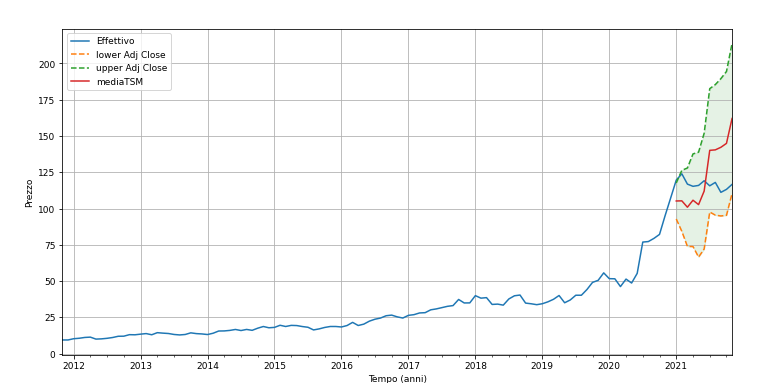 Effettivo
lower Adj Close
upper Adj Close
mediaTSM
200
175
150
125
100
75
50
25
0
Prezzo
2012 2013 2014 2015 2016 2017 2018 2019 2020 2021
Tempo (anni)